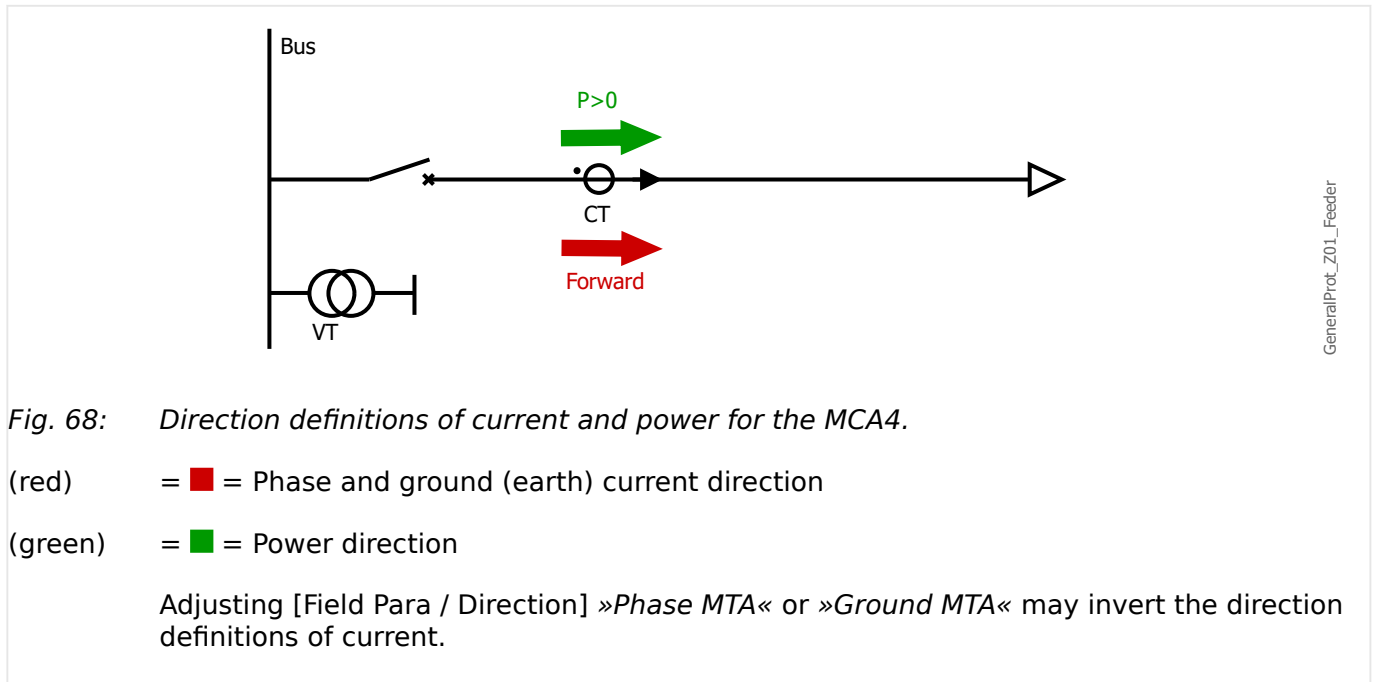 Bus
P>0
CT
Forward
VT
GeneralProt_Z01_Feeder
Fig. 68: Direction definitions of current and power for the MCA4.
(red) = = Phase and ground (earth) current direction
(green) = = Power direction
Adjusting [Field Para / Direction] »Phase MTA« or »Ground MTA« may invert the direction
definitions of current.